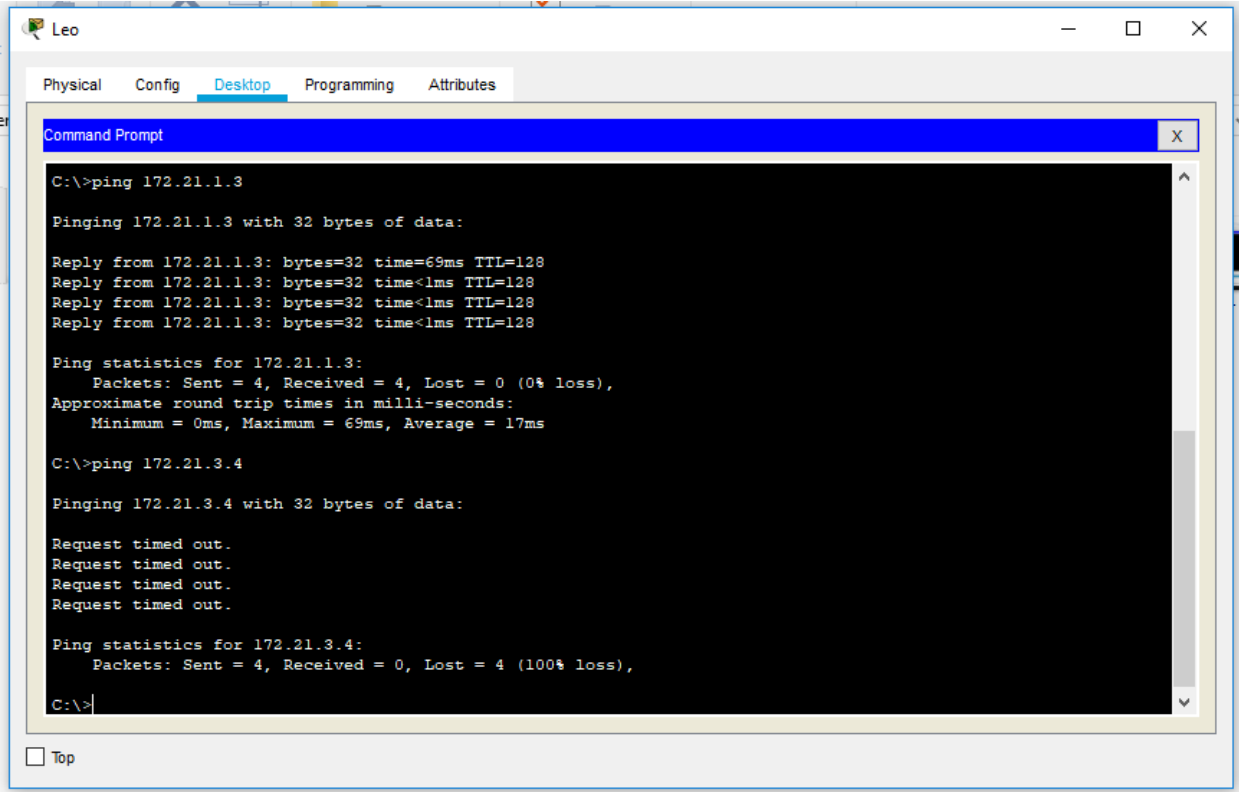 Leo
Physical Config Desktop Programming Attributes
Command Prompt
X
C:\>ping 172.21.1.3
Pinging 172.21.1.3 with 32 bytes of data:
Reply from 172.21.1.3: bytes=32 time=69ms TTL=128
Reply from 172.21.1.3: bytes=32 time<1ms TTL=128
Reply from 172.21.1.3: bytes=32 time<1ms TTL=128
Reply from 172.21.1.3: bytes=32 time<1ms TTL=128
Ping statistics for 172.21.1.3:
Packets: Sent = 4, Received = 4, Lost = 0 (0% loss),
Approximate round trip times in milli-seconds:
Minimum = 0ms, Maximum = 69ms, Average = 17ms
C:\>ping 172.21.3.4
Pinging 172.21.3.4 with 32 bytes of data:
Request timed out.
Request timed out.
Request timed out.
Request timed out.
Ping statistics for 172.21.3.4:
Packets: Sent = 4, Received = 0, Lost = 4 (100% loss),
C:\>
Top